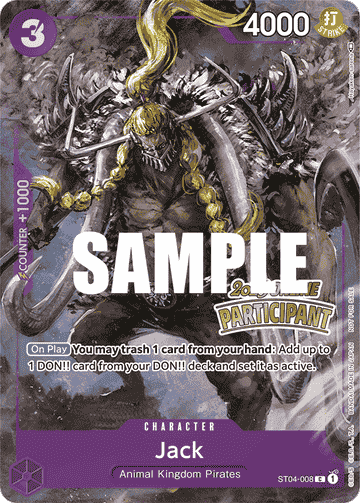 3
4000
打
STRIKE
COUNTER +1000
SAMPLE
PARTICIPANT
On Play You may trash 1 card from your hand: Add up to
1 DON!! card from your DON!! deck and set it as active.
CHARACTER
Jack
Animal Kingdom Pirates
ST04-008 C 1